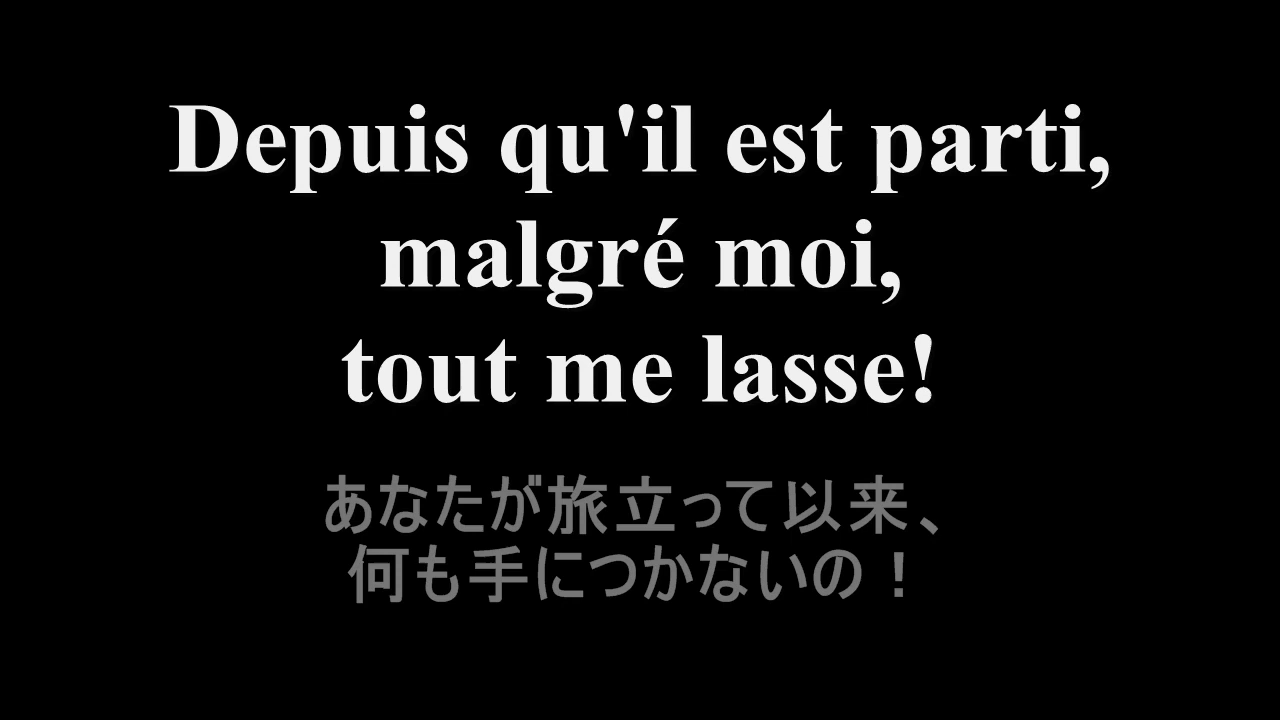 Depuis qu'il est parti,
malgré moi,
tout me lasse!
あなたが旅立って以来、
何も手につかないの！